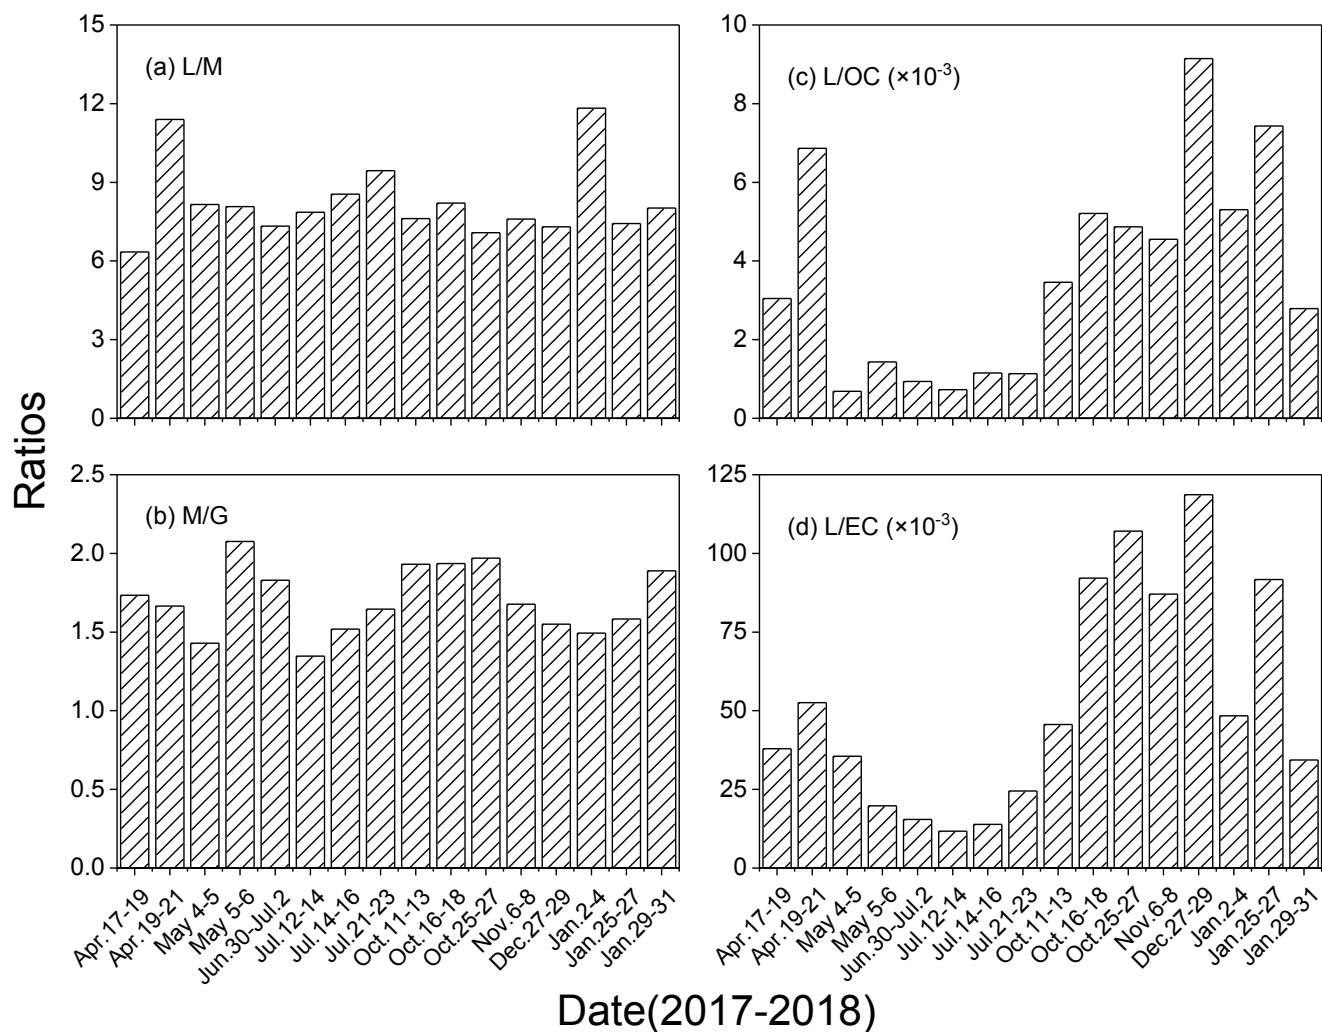 Ratios
15
12
9
6
3
0
(a) L/M
10
8
6
4
2
0
(c) L/OC (×10⁻³)
2.5
2.0
1.5
1.0
0.5
0.0
(b) M/G
125
100
75
50
25
0
(d) L/EC (×10⁻³)
Apr.17-19
Apr.19-21
May 4-5
May 5-6
Jun.30-Jul.2
Jul.12-14
Jul.14-16
Jul.21-23
Oct.11-13
Oct.16-18
Oct.25-27
Nov.6-8
Dec.27-29
Jan.2-4
Jan.25-27
Jan.29-31
Apr.17-19
Apr.19-21
May 4-5
May 5-6
Jun.30-Jul.2
Jul.12-14
Jul.14-16
Jul.21-23
Oct.11-13
Oct.16-18
Oct.25-27
Nov.6-8
Dec.27-29
Jan.2-4
Jan.25-27
Jan.29-31
Date(2017-2018)